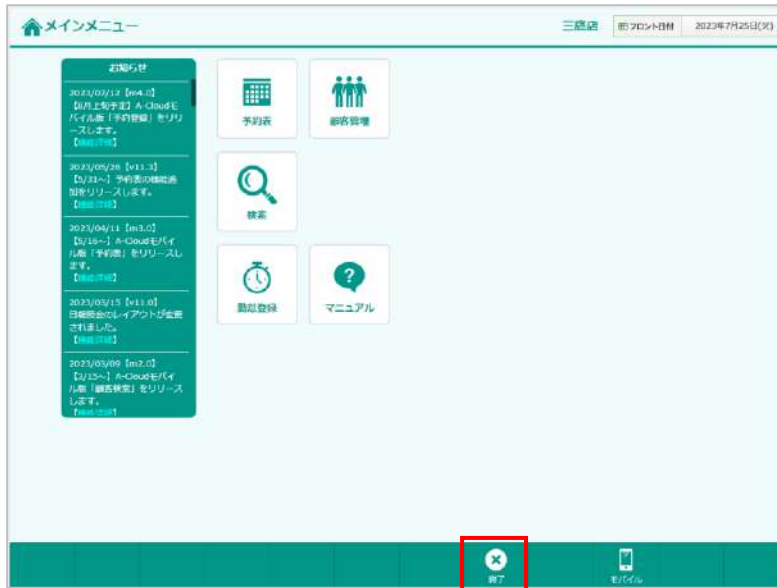 メインメニュー
三鷹店
フロント日付
2023年7月25日(火)
お知らせ
2023/07/12【m4.0】
【8月上旬予定】A-Cloudモ
バイル版「予約登録」をリリ
ースします。
【機能詳細】
2023/05/26【v11.3】
【5/31~】予約表の機能追
加をリリースします。
【機能詳細】
2023/04/11【m3.0】
【5/16~】A-Cloudモバイ
ル版「予約表」をリリースし
ます。
【機能詳細】
2023/03/15【v11.0】
日報照会のレイアウトが変更
されました。
【機能詳細】
2023/03/09【m2.0】
【3/15~】A-Cloudモバイ
ル版「顧客検索」をリリース
します。
【機能詳細】
予約表
顧客管理
検索
勤怠登録
マニュアル
終了
モバイル